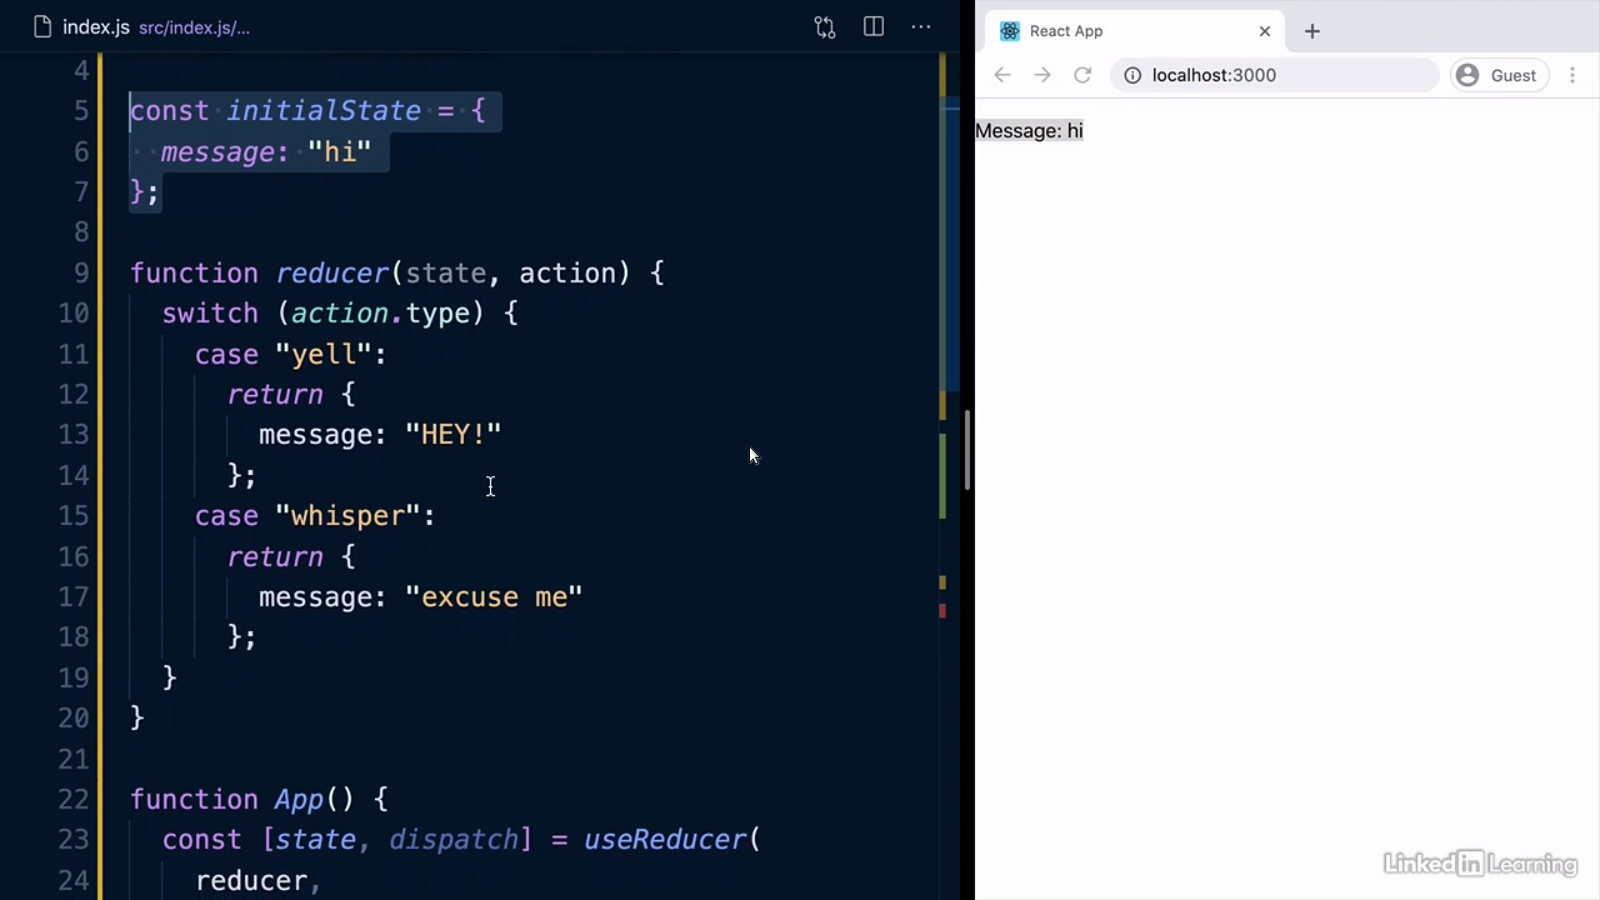 index.js src/index.js/...
4
5 const initialState = {
6 message: "hi"
7 };
8
9 function reducer(state, action) {
10 switch (action.type) {
11 case "yell":
12 return {
13 message: "HEY!"
14 };
15 case "whisper":
16 return {
17 message: "excuse me"
18 };
19 }
20 }
21
22 function App() {
23 const [state, dispatch] = useReducer(
24 reducer,
React App
localhost:3000
Guest
Message: hi
Linked in Learning